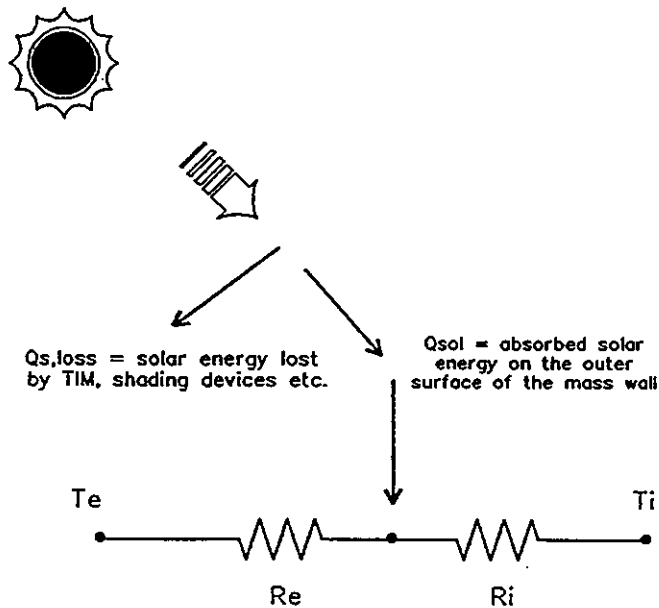 Qs,loss = solar energy lost
by TIM, shading devices etc.
Qsol = absorbed solar
energy on the outer
surface of the mass wall
Te
Ti
Re
Ri